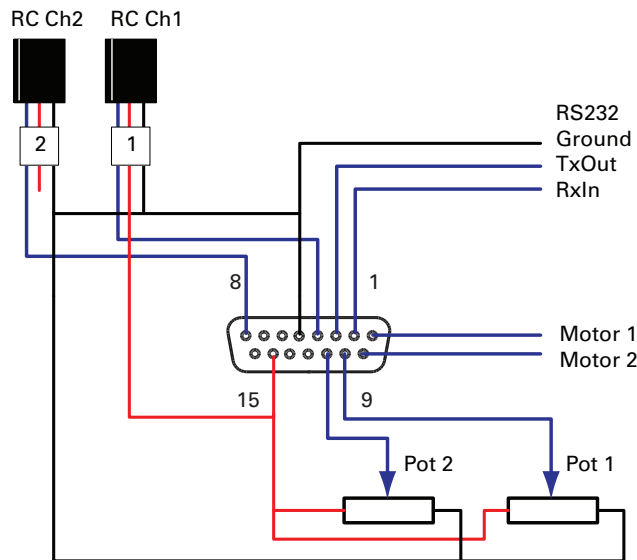 RC Ch2
RC Ch1
2
1
RS232
Ground
TxOut
RxIn
8
1
Motor 1
Motor 2
15
9
Pot 2
Pot 1